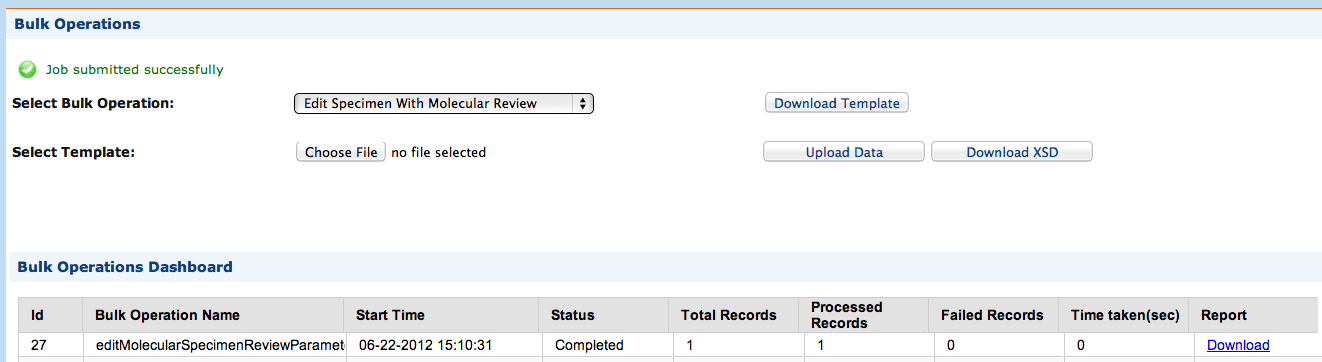 Bulk Operations
Job submitted successfully
Select Bulk Operation: Edit Specimen With Molecular Review Download Template
Select Template: Choose File no file selected Upload Data Download XSD
Bulk Operations Dashboard
Id Bulk Operation Name Start Time Status Total Records Processed Records Failed Records Time taken(sec) Report
27 editMolecularSpecimenReviewParamet 06-22-2012 15:10:31 Completed 1 1 0 0 Download